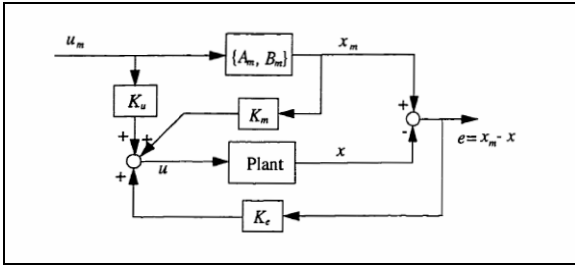 u_m
{A_m, B_m}
x_m
K_u
K_m
+
-
e = x_m - x
+
+
+
u
Plant
x
K_e